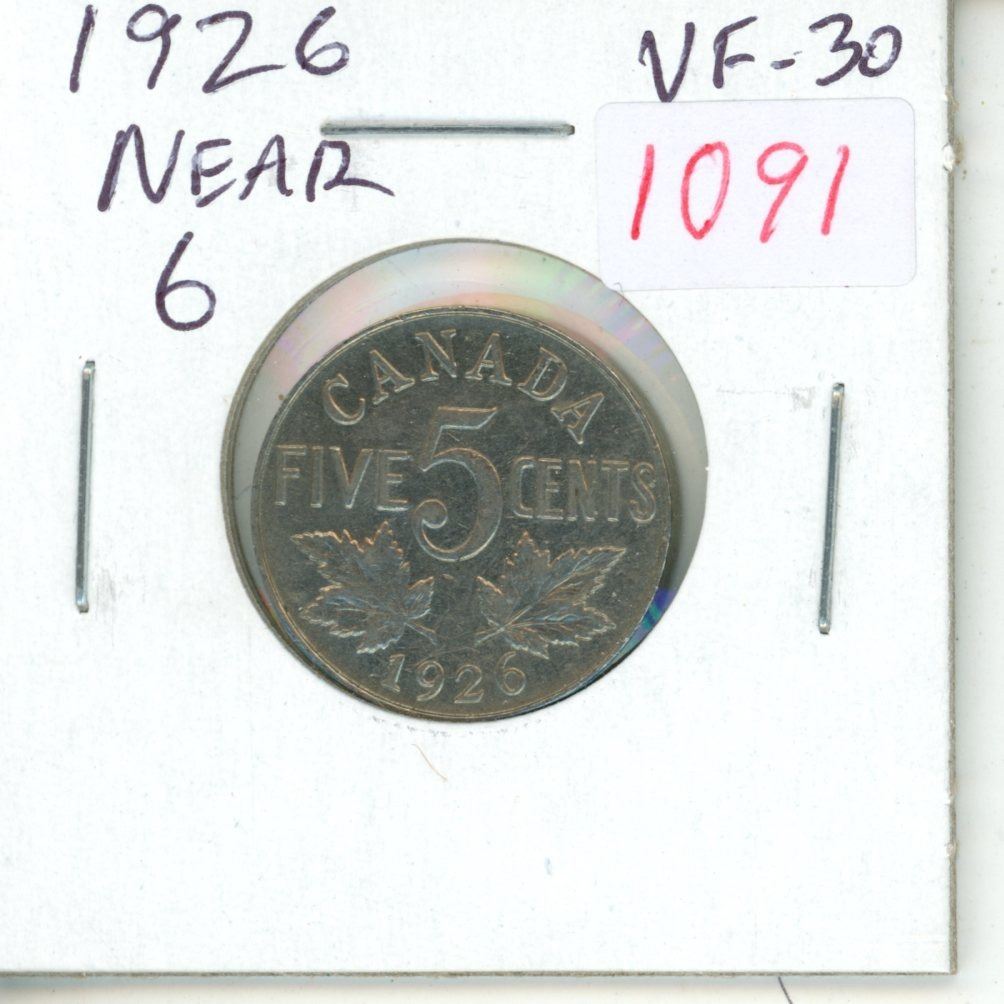 1926
VF-30
NEAR
6
1091
CANADA
FIVE 5 CENTS
1926